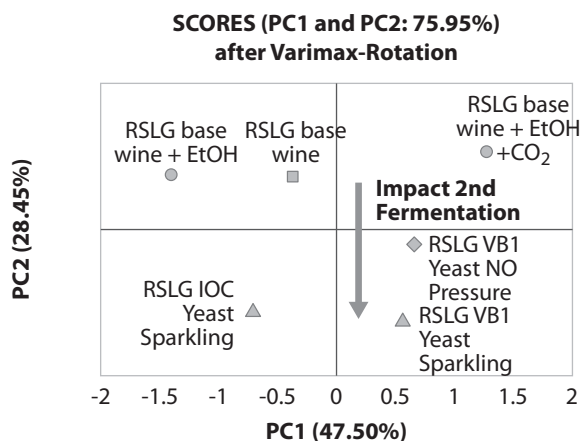 SCORES (PC1 and PC2: 75.95%)
after Varimax-Rotation
PC2 (28.45%)
RSLG base
wine + EtOH
RSLG base
wine
RSLG base
wine + EtOH
+CO₂
Impact 2nd
Fermentation
RSLG VB1
Yeast NO
Pressure
RSLG IOC
Yeast
Sparkling
RSLG VB1
Yeast
Sparkling
-2 -1.5 -1 -0.5 0 0.5 1 1.5 2
PC1 (47.50%)